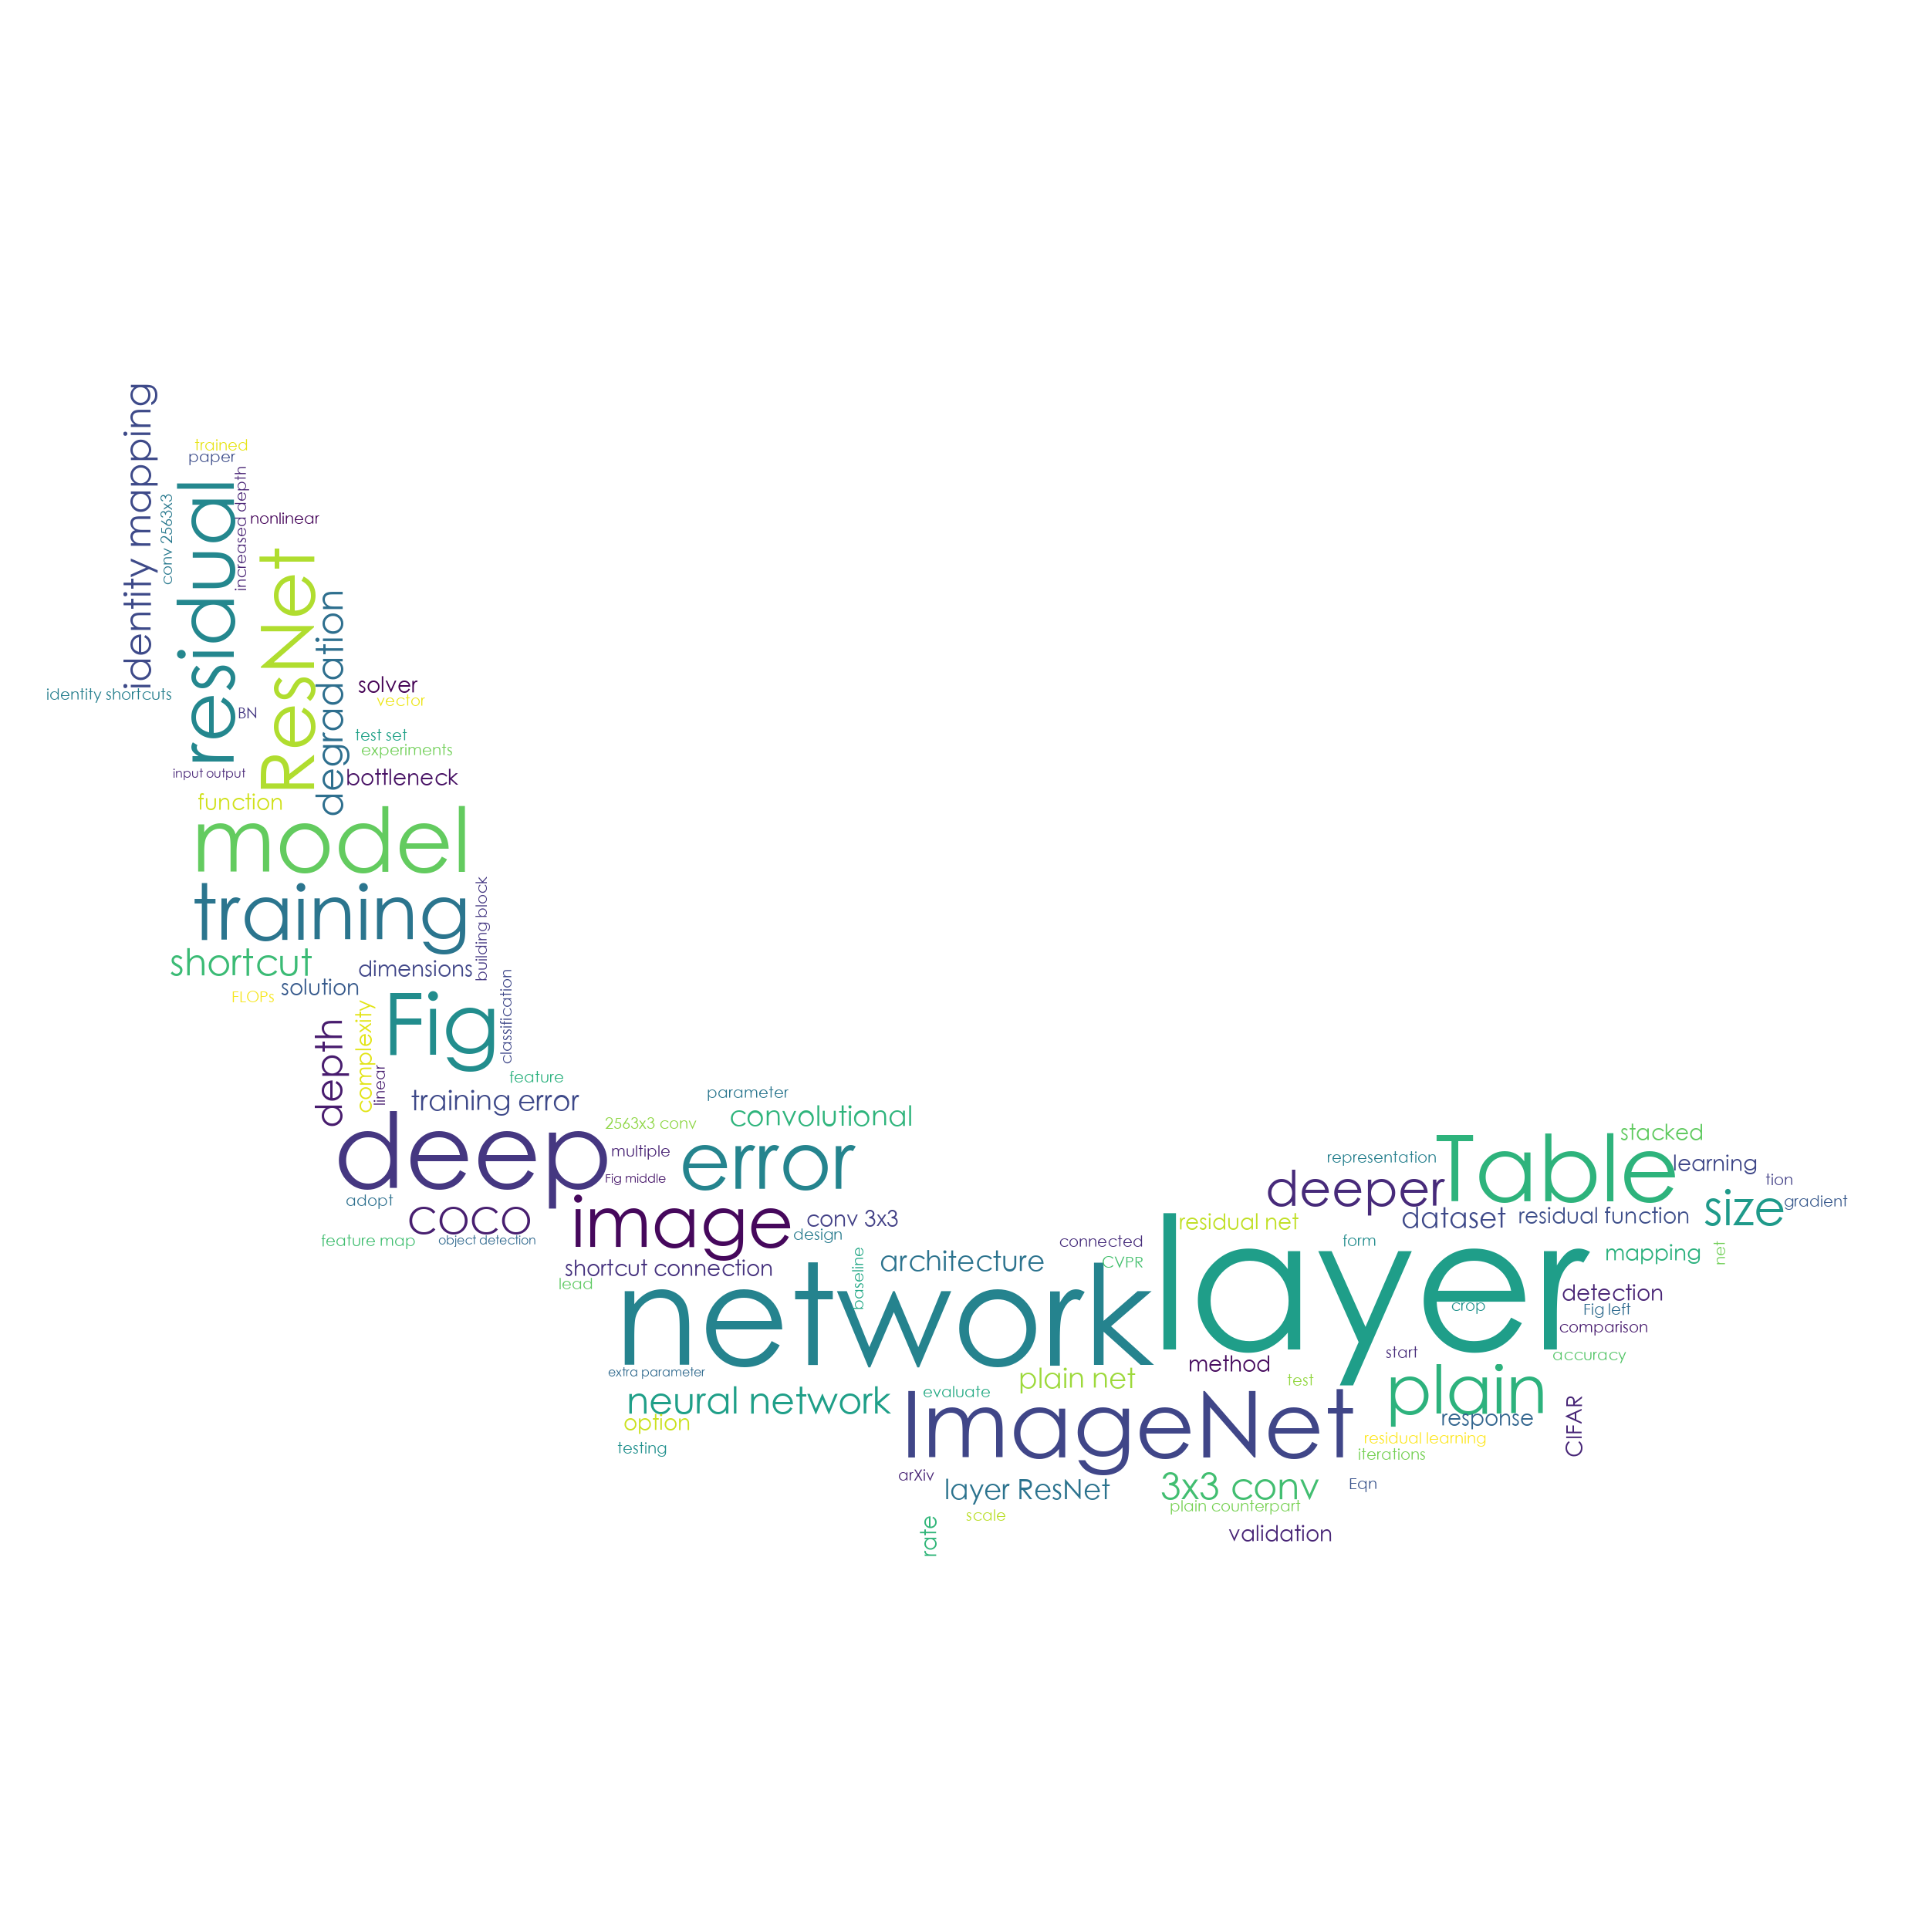 identity mapping
trained
paper
conv 2563x3
residual
increased depth
nonlinear
ResNet
degradation
identity shortcuts
BN
solver
vector
test set
experiments
input output
bottleneck
function
model
training
building block
shortcut
dimensions
solution
FLOPs
classification
Fig
complexity
depth
linear
feature
training error
parameter
2563x3 conv
convolutional
deep
multiple
error
Fig middle
adopt
COCO
image
conv 3x3
design
feature map
object detection
shortcut connection
lead
baseline
architecture
connected
CVPR
network
layer
residual net
representation
deeper
Table
stacked
learning
tion
dataset
residual function
size
gradient
form
mapping
net
detection
crop
Fig left
comparison
start
accuracy
method
test
extra parameter
plain net
plain
neural network
evaluate
option
ImageNet
response
CIFAR
testing
residual learning
iterations
arXiv
layer ResNet
3x3 conv
Eqn
plain counterpart
scale
rate
validation